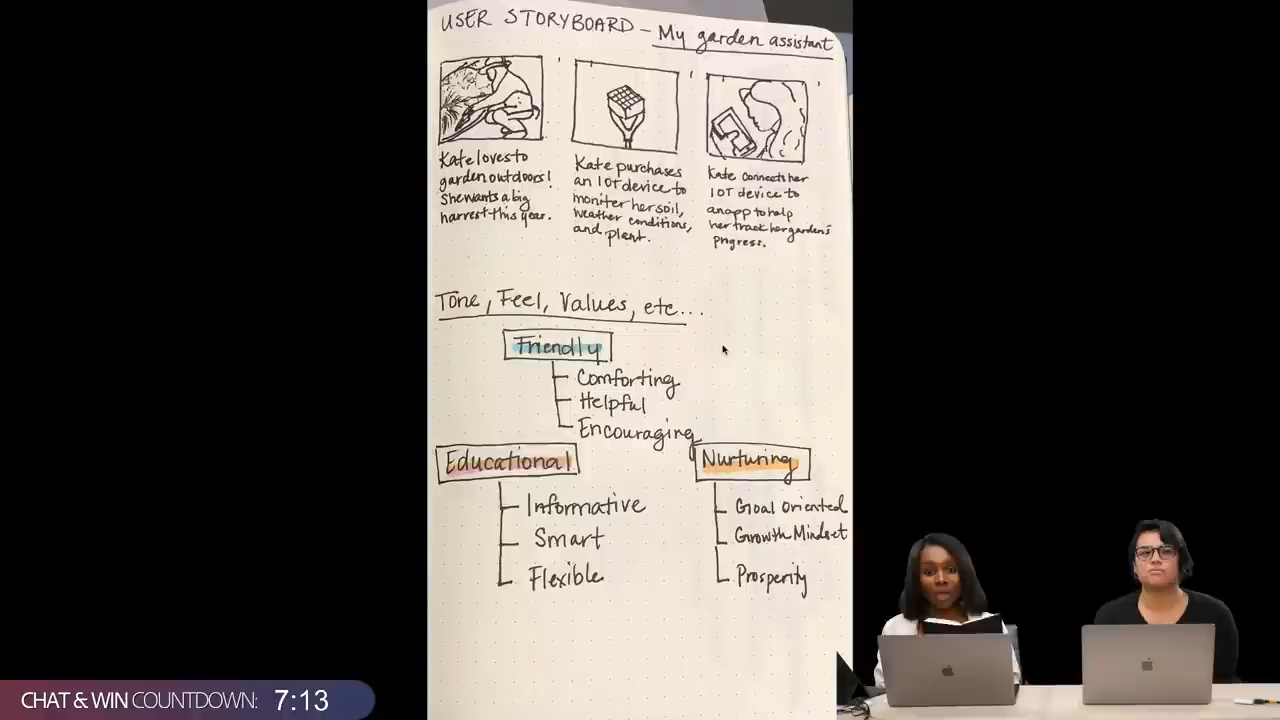 USER STORYBOARD - My garden assistant
Kate loves to
garden outdoors!
She wants a big
harvest this year.
Kate purchases
an IOT device to
moniter her soil,
weather conditions,
and plant.
Kate connects her
IOT device to
an app to help
her track her garden's
progress.
Tone, Feel, Values, etc...
Friendly
Comforting
Helpful
Encouraging
Educational
Informative
Smart
Flexible
Nurturing
Goal Oriented
Growth Mindset
Prosperity
CHAT & WIN COUNTDOWN: 7:13